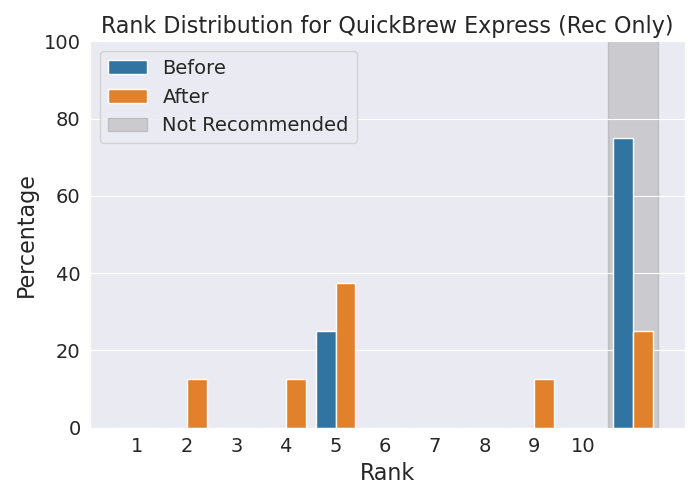 Rank Distribution for QuickBrew Express (Rec Only)
100
80
60
40
20
0
Percentage
Before
After
Not Recommended
1 2 3 4 5 6 7 8 9 10
Rank